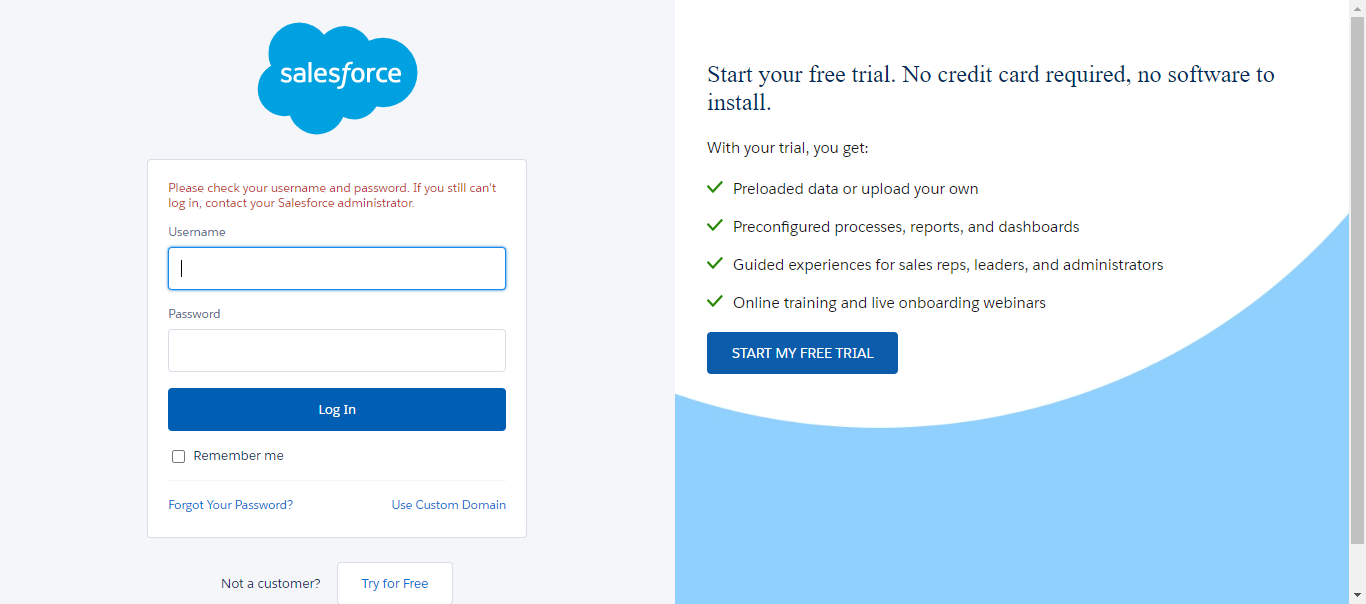 salesforce
Please check your username and password. If you still can't
log in, contact your Salesforce administrator.
Username
Password
Log In
Remember me
Forgot Your Password?
Use Custom Domain
Not a customer?
Try for Free
Start your free trial. No credit card required, no software to
install.
With your trial, you get:
Preloaded data or upload your own
Preconfigured processes, reports, and dashboards
Guided experiences for sales reps, leaders, and administrators
Online training and live onboarding webinars
START MY FREE TRIAL